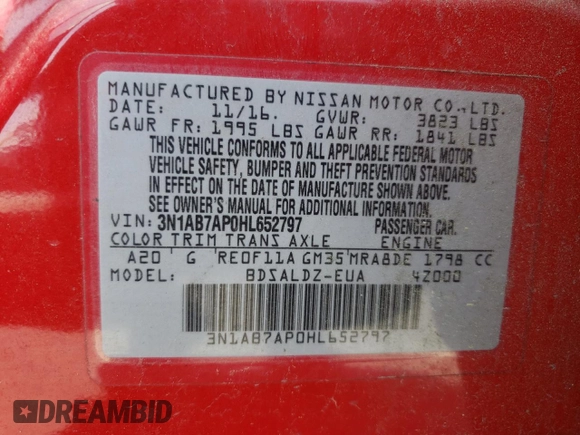 MANUFACTURED BY NISSAN MOTOR CO.,LTD.
DATE: 11/16. GVWR: 3823 LBS
GAWR FR: 1995 LBS GAWR RR: 1841 LBS
THIS VEHICLE CONFORMS TO ALL APPLICABLE FEDERAL MOTOR
VEHICLE SAFETY, BUMPER AND THEFT PREVENTION STANDARDS
IN EFFECT ON THE DATE OF MANUFACTURE SHOWN ABOVE.
SEE OWNER'S MANUAL FOR ADDITIONAL INFORMATION.
VIN: 3N1AB7AP0HL652797 PASSENGER CAR.
COLOR TRIM TRANS AXLE ENGINE
A20 G RE0F11A GM35 MRA8DE 1798 CC
MODEL: BDSALDZ-EUA 4Z000
3N1AB7AP0HL652797
DREAMBID